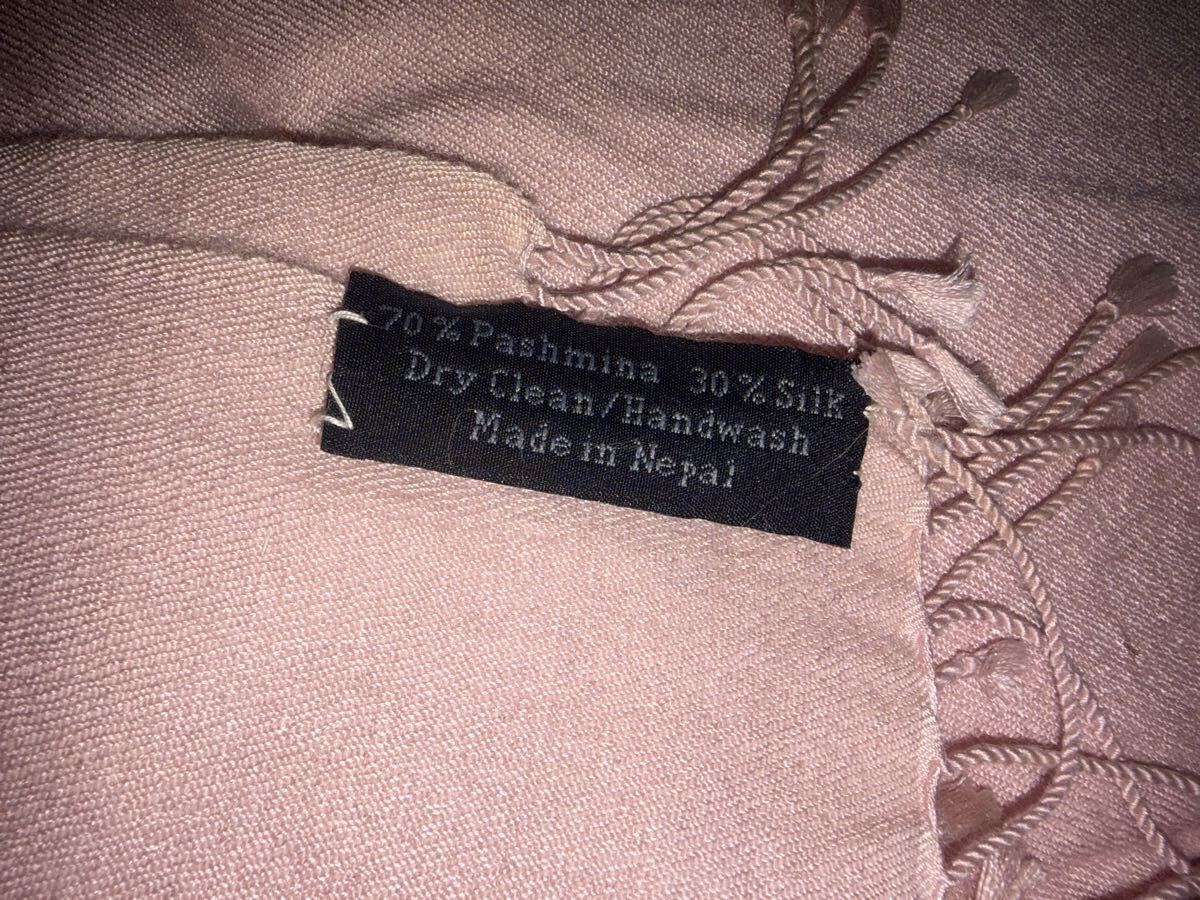 70% Pashmina 30% Silk
Dry Clean/Handwash
Made in Nepal